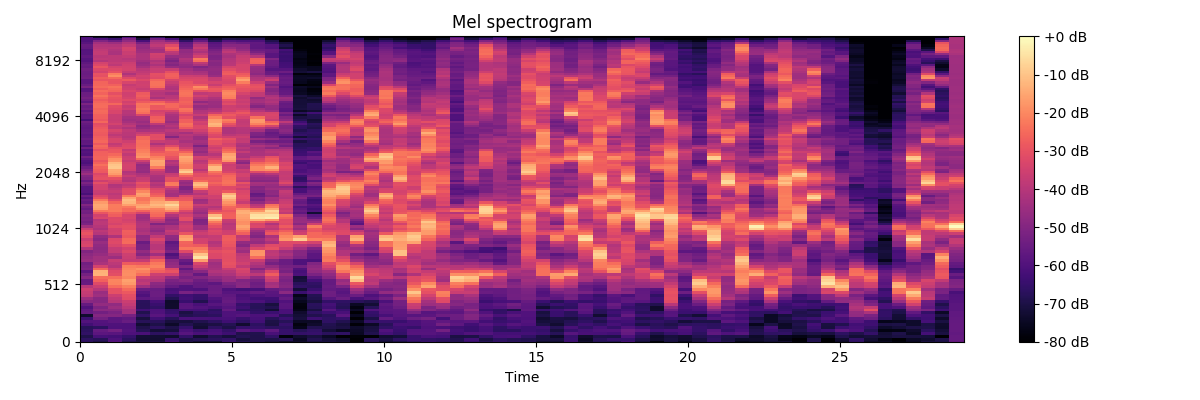 Mel spectrogram
Hz
8192
4096
2048
1024
512
0
0 5 10 15 20 25
Time
+0 dB
-10 dB
-20 dB
-30 dB
-40 dB
-50 dB
-60 dB
-70 dB
-80 dB